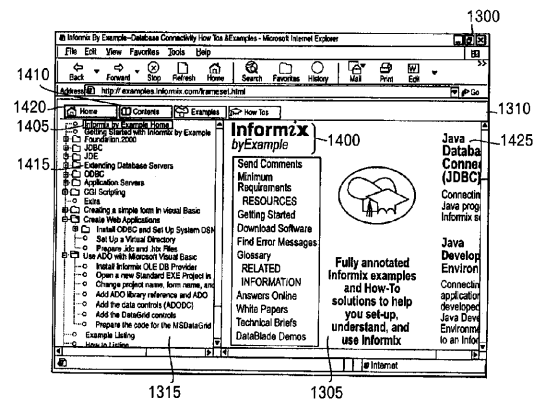 1300
Informix By Example--Database Connectivity How Tos &Examples - Microsoft Internet Explorer
File Edit View Favorites Tools Help
Back Forward Stop Refresh Home Search Favorites History Mail Print Edit
Address http://examples.informix.com/frameset.html Go
1410
1420
Home Contents Examples How Tos
1310
1405
1415
Informix by Example Home
Getting Started with Informix by Example
Foundation.2000
JDBC
JDE
Extending Database Servers
ODBC
Application Servers
CGI Scripting
Extra
Creating a simple form in visual Basic
Create Web Applications
Install ODBC and Set Up System DSN
Set Up a Virtual Directory
Prepare .idc and .htx Files
Use ADO with Microsoft Visual Basic
Install Informix OLE DB Provider
Open a new Standard EXE Project in
Change project name, form name, and
Add ADO library reference and ADO
Add the data controls (ADODC)
Add the DataGrid controls
Prepare the code for the MSDataGrid
Example Listing
How to Listing
Informix
byExample
1400
Send Comments
Minimum
Requirements
RESOURCES
Getting Started
Download Software
Find Error Messages
Glossary
RELATED
INFORMATION
Answers Online
White Papers
Technical Briefs
DataBlade Demos
Fully annotated
Informix examples
and How-To
solutions to help
you set-up,
understand, and
use Informix
1425
Java
Databa
Connec
(JDBC)
Connectin
Java prog
Informix se
Java
Develop
Environ
Connectin
application
developed
Java Deve
Environme
to an Infor
Internet
1315
1305